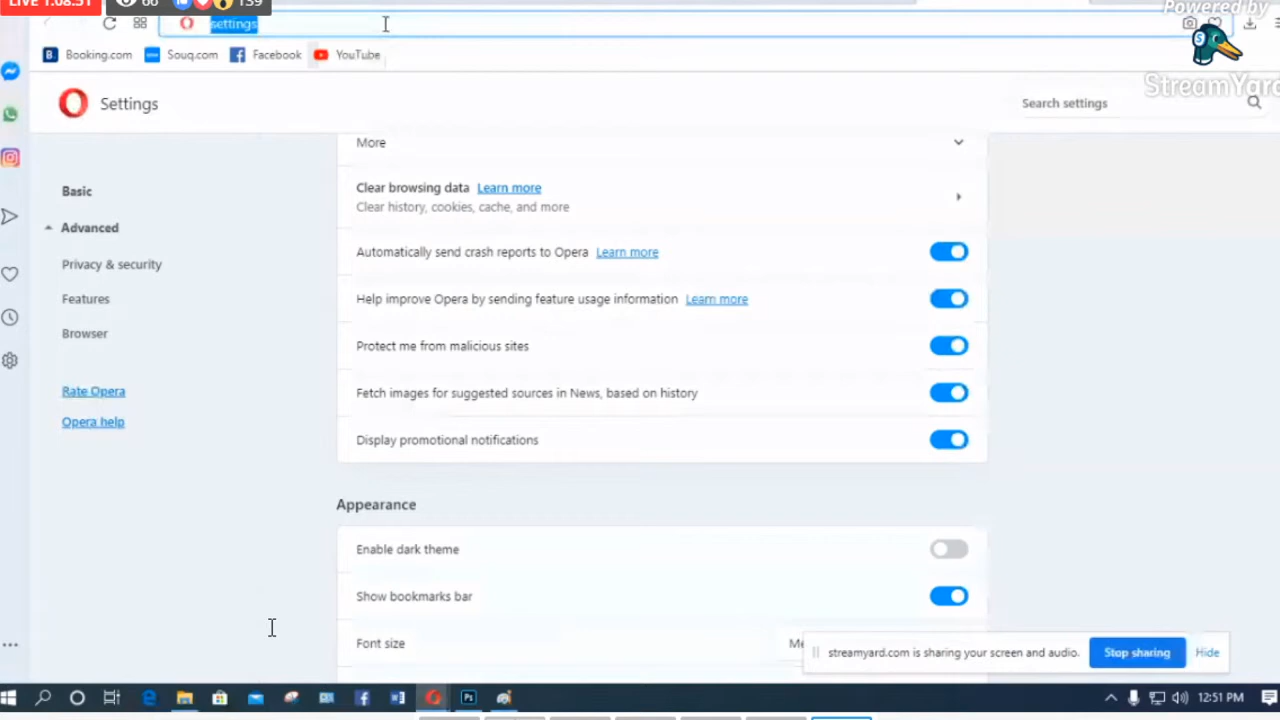 LIVE 1:08:51 66 139
Powered by
settings
Booking.com Souq.com Facebook YouTube
StreamYard
Settings
Search settings
More
Basic
Clear browsing data Learn more
Clear history, cookies, cache, and more
Advanced
Automatically send crash reports to Opera Learn more
Privacy & security
Features
Help improve Opera by sending feature usage information Learn more
Browser
Protect me from malicious sites
Rate Opera
Fetch images for suggested sources in News, based on history
Opera help
Display promotional notifications
Appearance
Enable dark theme
Show bookmarks bar
Font size Me
streamyard.com is sharing your screen and audio. Stop sharing Hide
12:51 PM